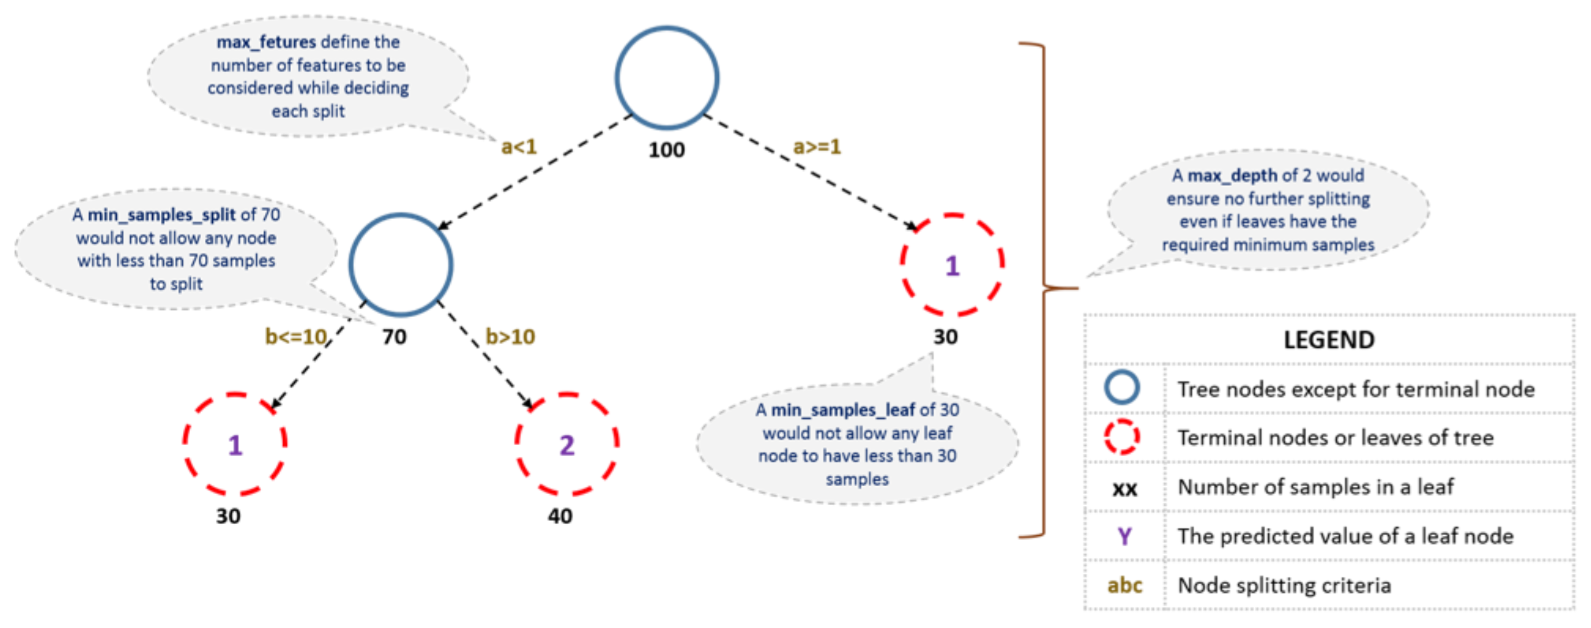 max_fetures define the
number of features to be
considered while deciding
each split
a<1
100
a>=1
A max_depth of 2 would
ensure no further splitting
even if leaves have the
required minimum samples
A min_samples_split of 70
would not allow any node
with less than 70 samples
to split
1
b<=10
70
b>10
30
A min_samples_leaf of 30
would not allow any leaf
node to have less than 30
samples
1
30
2
40
LEGEND
Tree nodes except for terminal node
Terminal nodes or leaves of tree
xx Number of samples in a leaf
Y The predicted value of a leaf node
abc Node splitting criteria